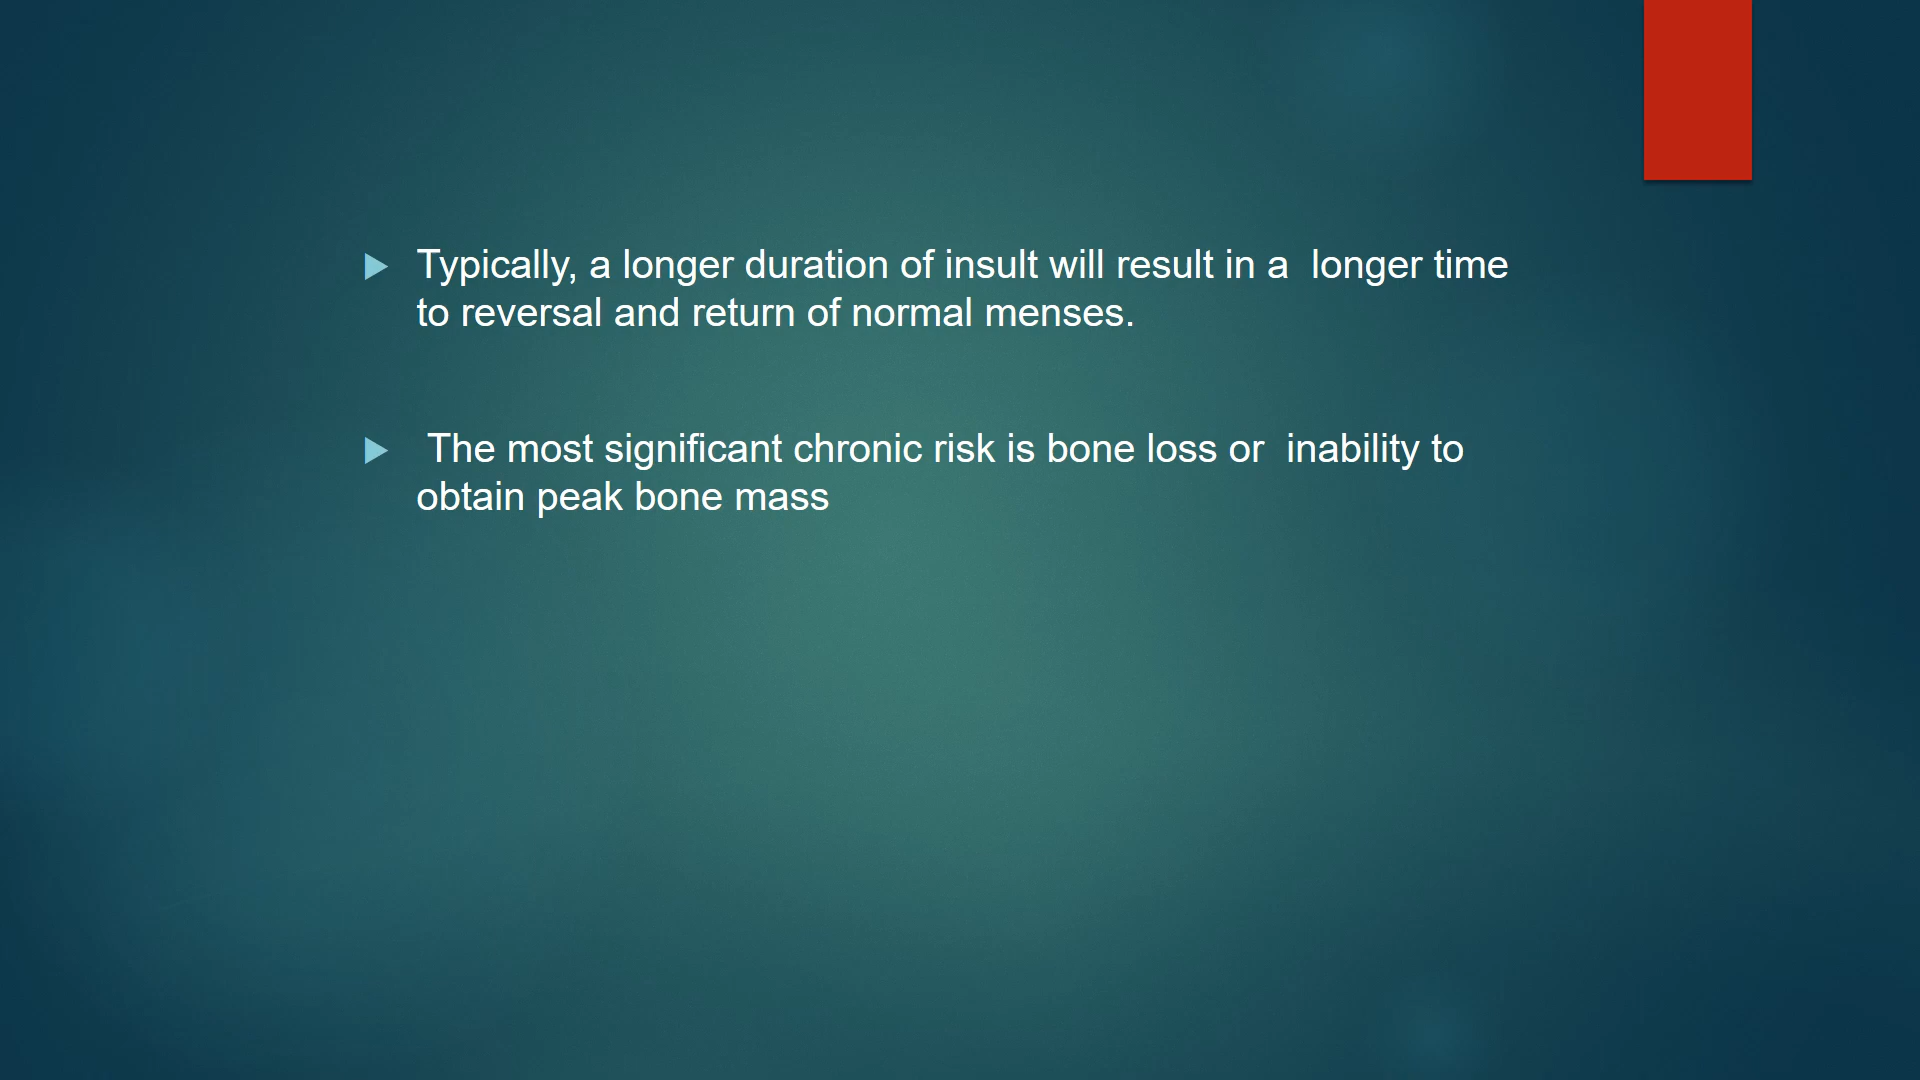 Typically, a longer duration of insult will result in a  longer time
to reversal and return of normal menses.
The most significant chronic risk is bone loss or  inability to
obtain peak bone mass